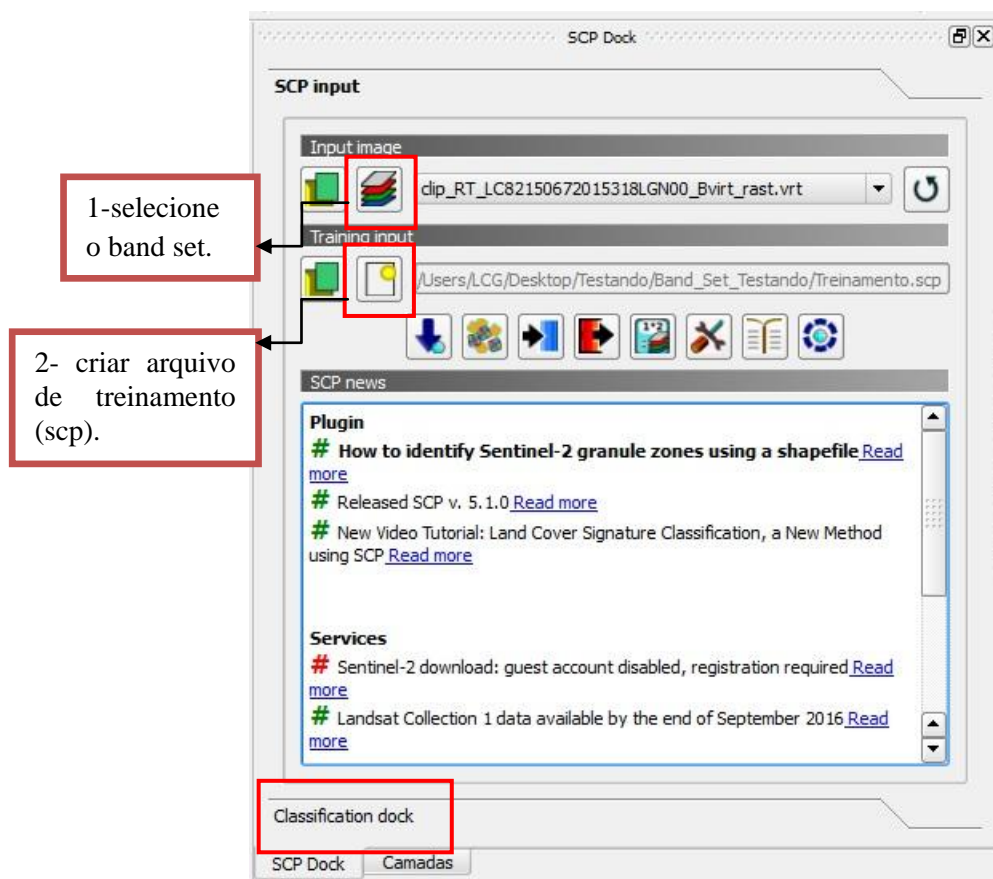 SCP Dock
SCP input
Input image
clip_RT_LC82150672015318LGN00_Bvirt_rast.vrt
1-selecione
o band set.
Training input
/Users/LCG/Desktop/Testando/Band_Set_Testando/Treinamento.scp
2- criar arquivo
de treinamento
(scp).
SCP news
Plugin
# How to identify Sentinel-2 granule zones using a shapefile Read
more
# Released SCP v. 5.1.0 Read more
# New Video Tutorial: Land Cover Signature Classification, a New Method
using SCP Read more
Services
# Sentinel-2 download: guest account disabled, registration required Read
more
# Landsat Collection 1 data available by the end of September 2016 Read
more
Classification dock
SCP Dock
Camadas